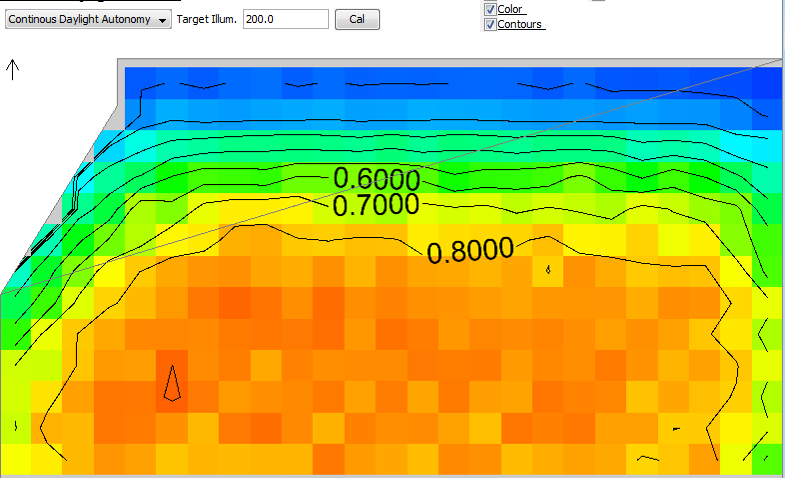 Color
Continous Daylight Autonomy Target Illum. 200.0 Cal
Contours
0.6000
0.7000
0.8000